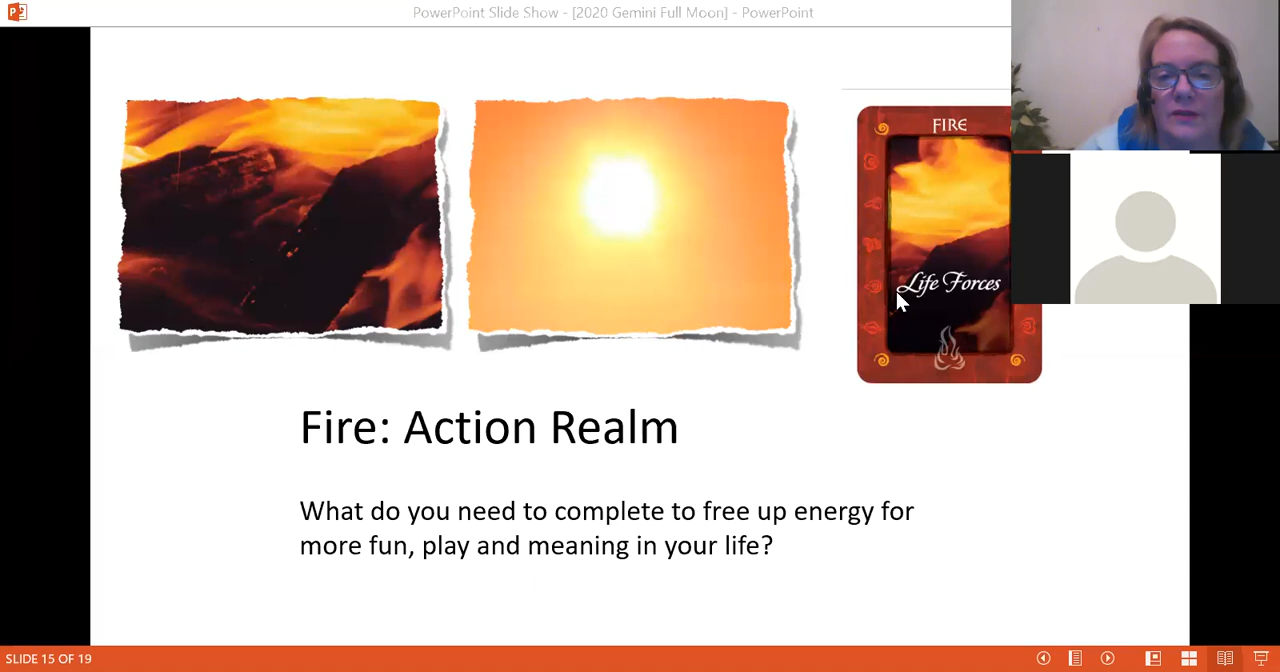 PowerPoint Slide Show - [2020 Gemini Full Moon] - PowerPoint
FIRE
Life Forces
Fire: Action Realm
What do you need to complete to free up energy for
more fun, play and meaning in your life?
SLIDE 15 OF 19